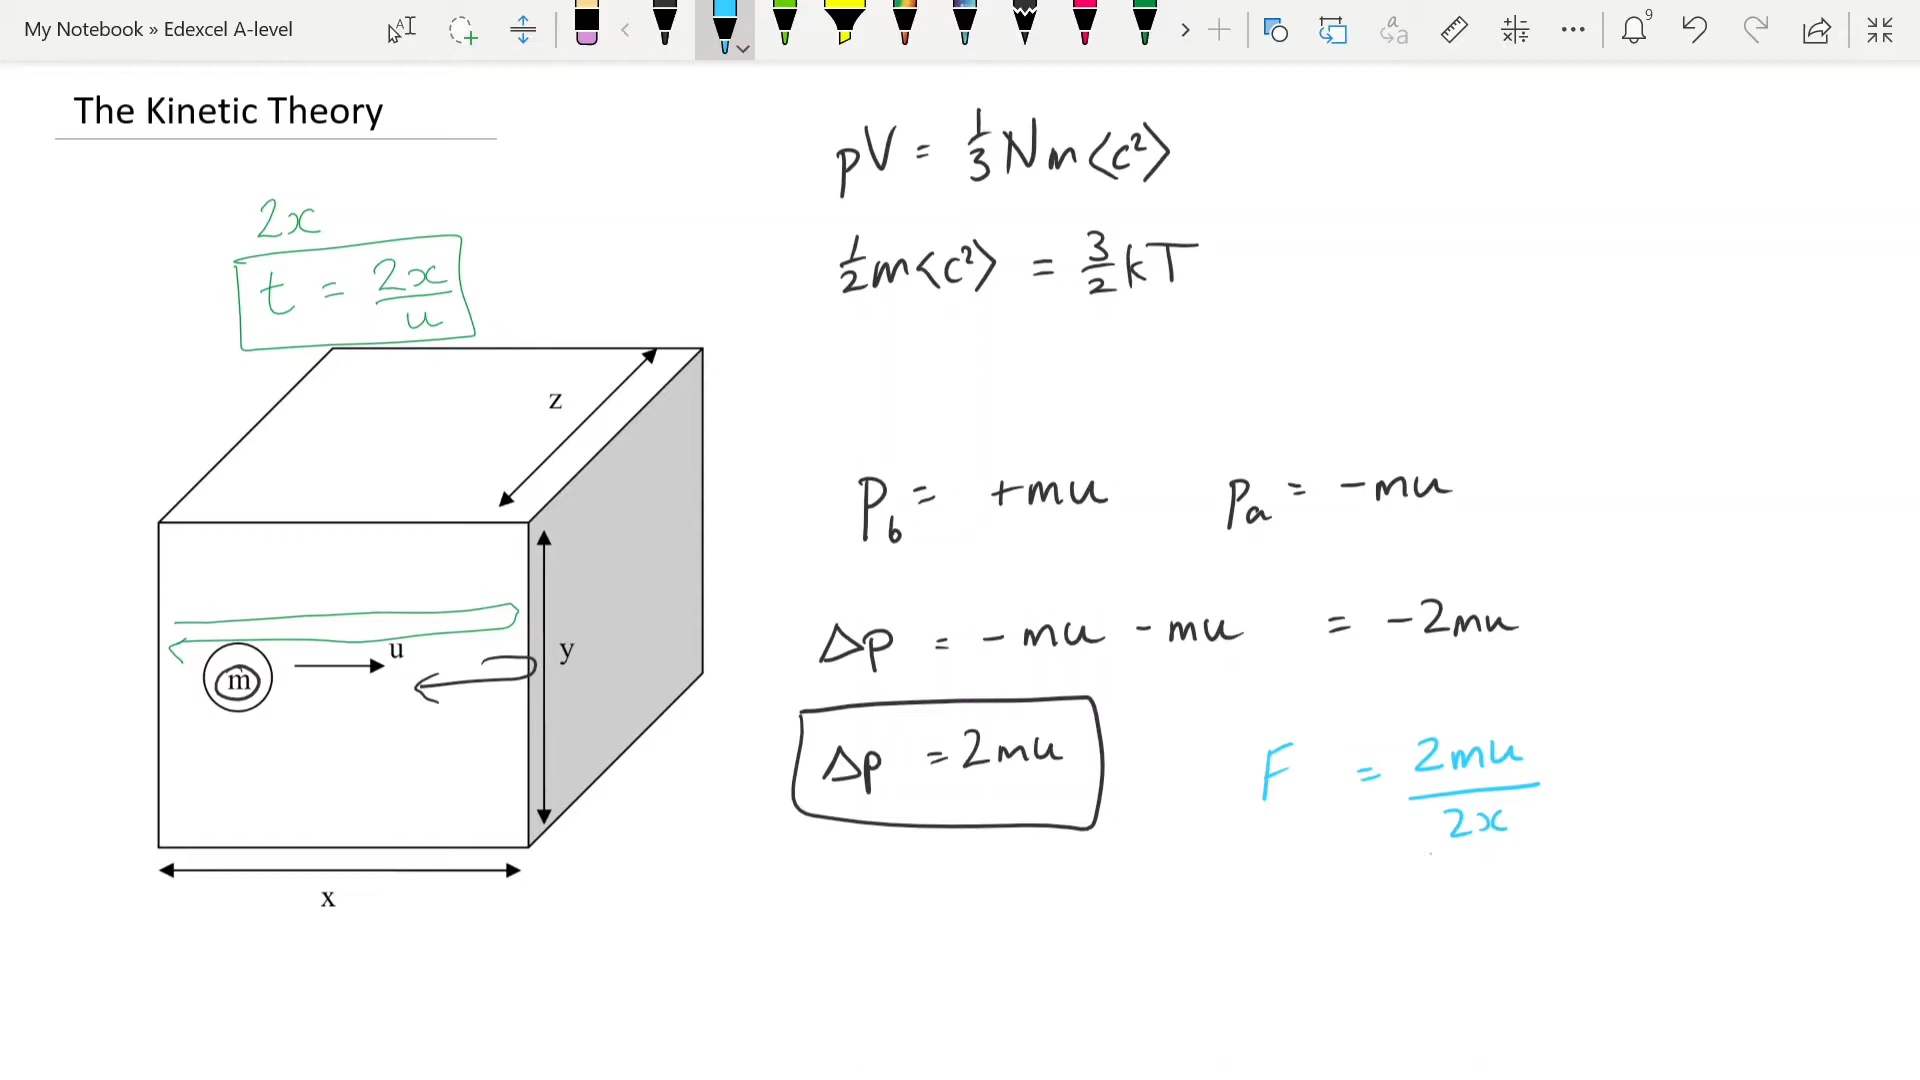 My Notebook » Edexcel A-level
9
The Kinetic Theory
pV = 1/3 Nm<c²>
1/2 m<c²> = 3/2 kT
2x
t = 2x/u
z
y
x
m
u
P_b = +mu
P_a = -mu
Δp = -mu - mu = -2mu
Δp = 2mu
F = 2mu/2x